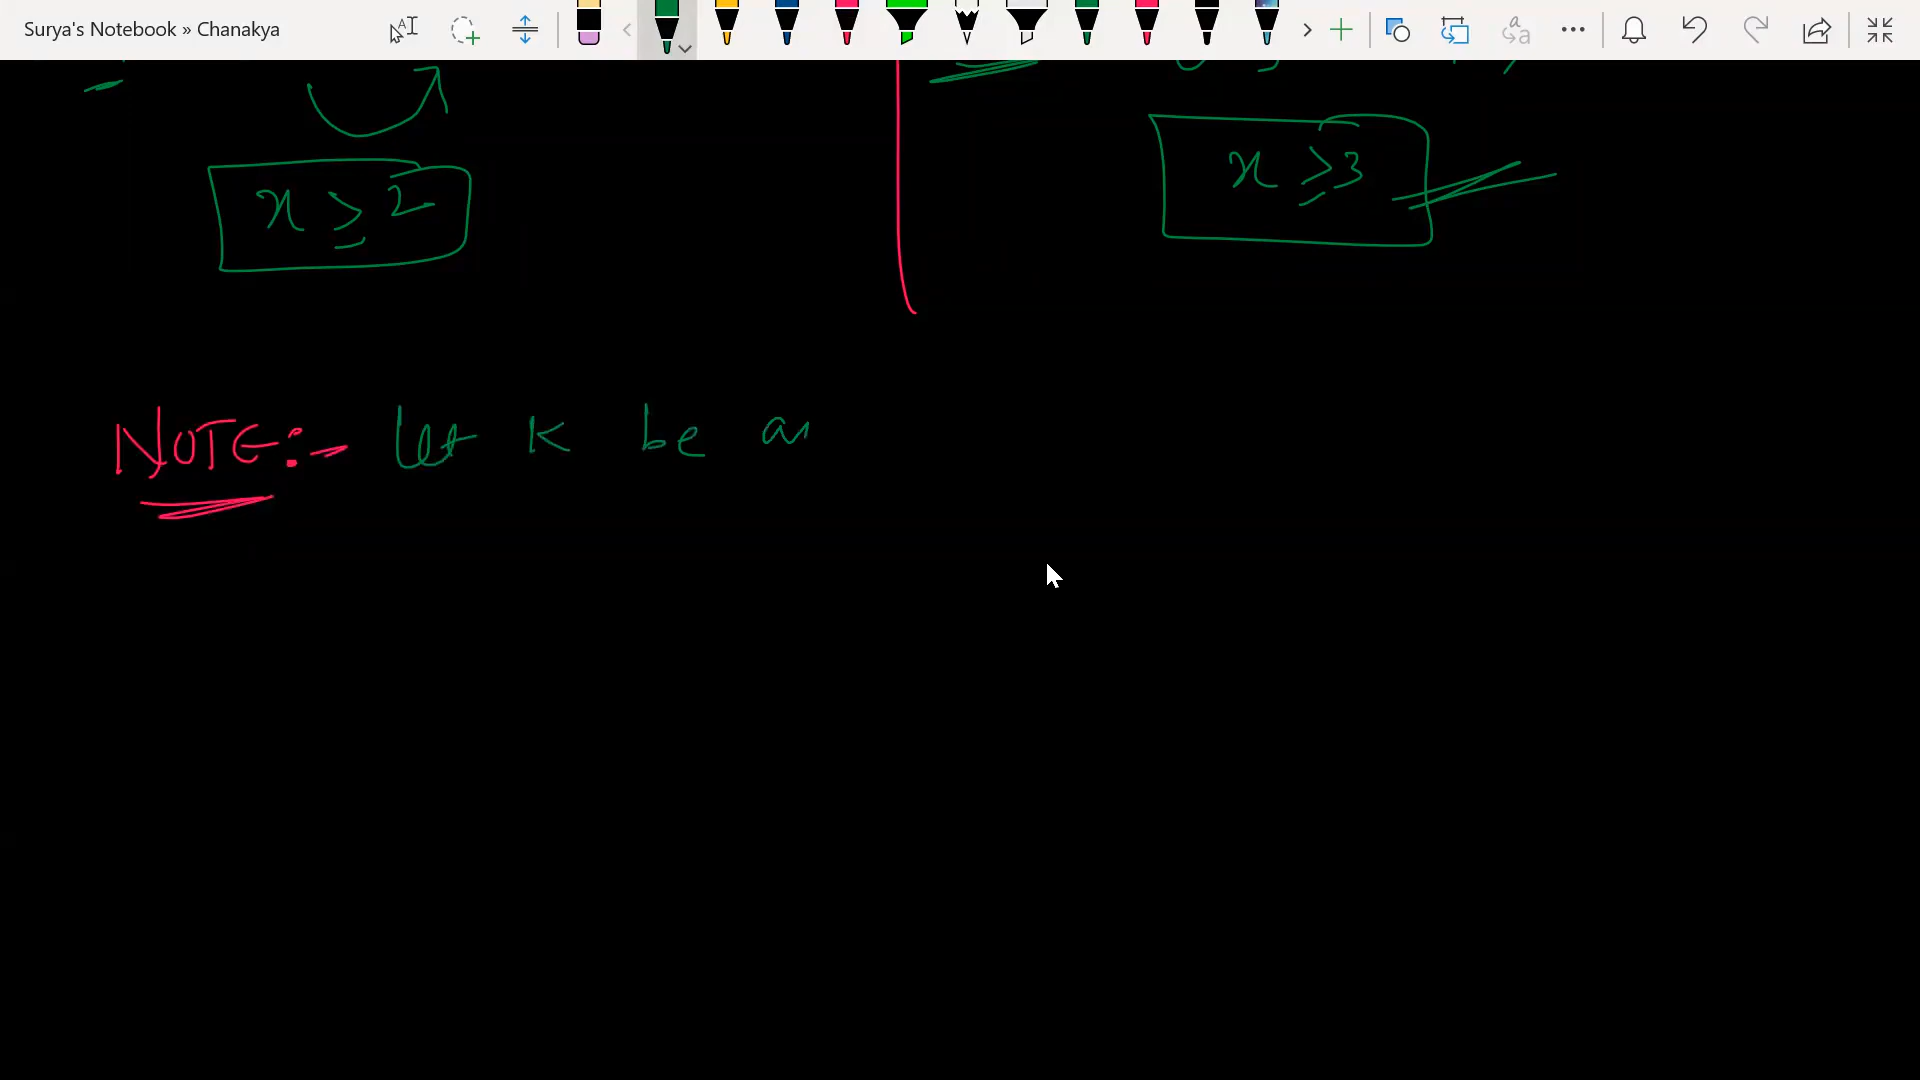 Surya's Notebook » Chanakya
x ≥ 2
x ≥ 3
NOTE:- let K be an